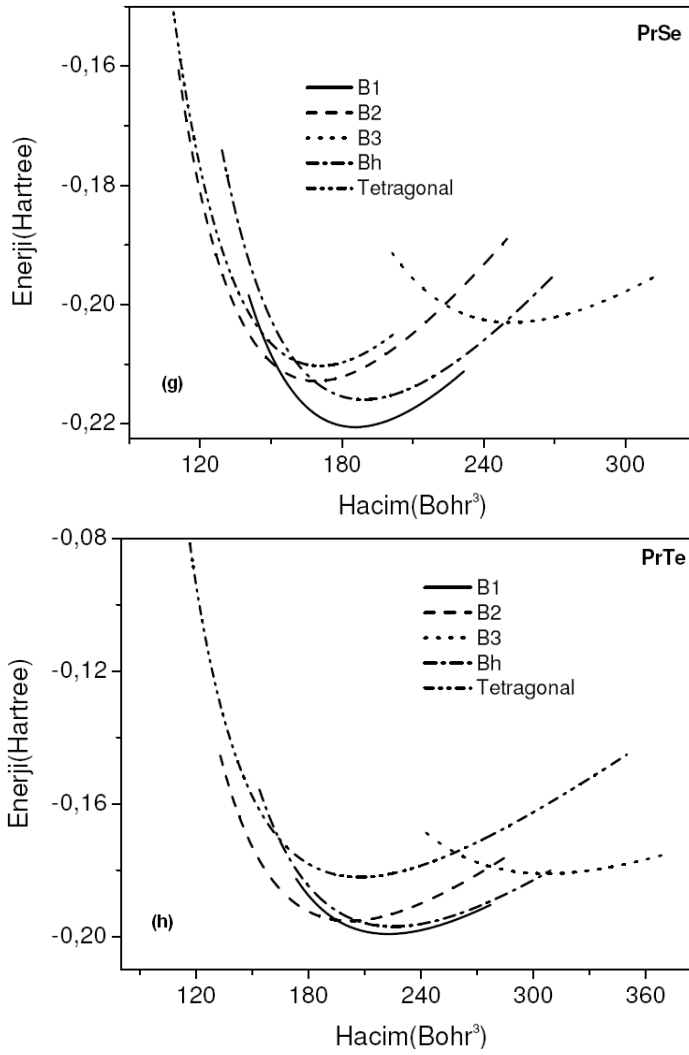 PrSe
-0,16
-0,18
-0,20
-0,22
Enerji(Hartree)
B1
B2
B3
Bh
Tetragonal
(g)
120 180 240 300
Hacim(Bohr³)
PrTe
-0,08
-0,12
-0,16
-0,20
Enerji(Hartree)
B1
B2
B3
Bh
Tetragonal
(h)
120 180 240 300 360
Hacim(Bohr³)